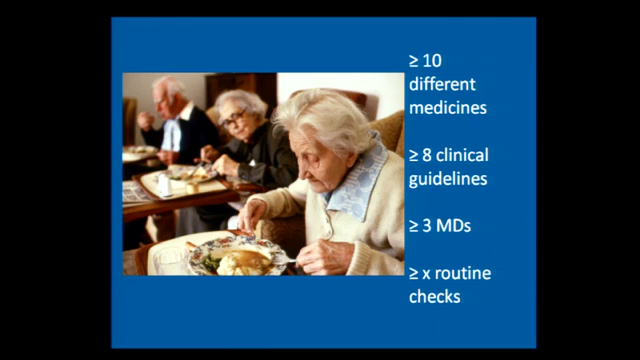 ≥ 10
different
medicines
≥ 8 clinical
guidelines
≥ 3 MDs
≥ x routine
checks